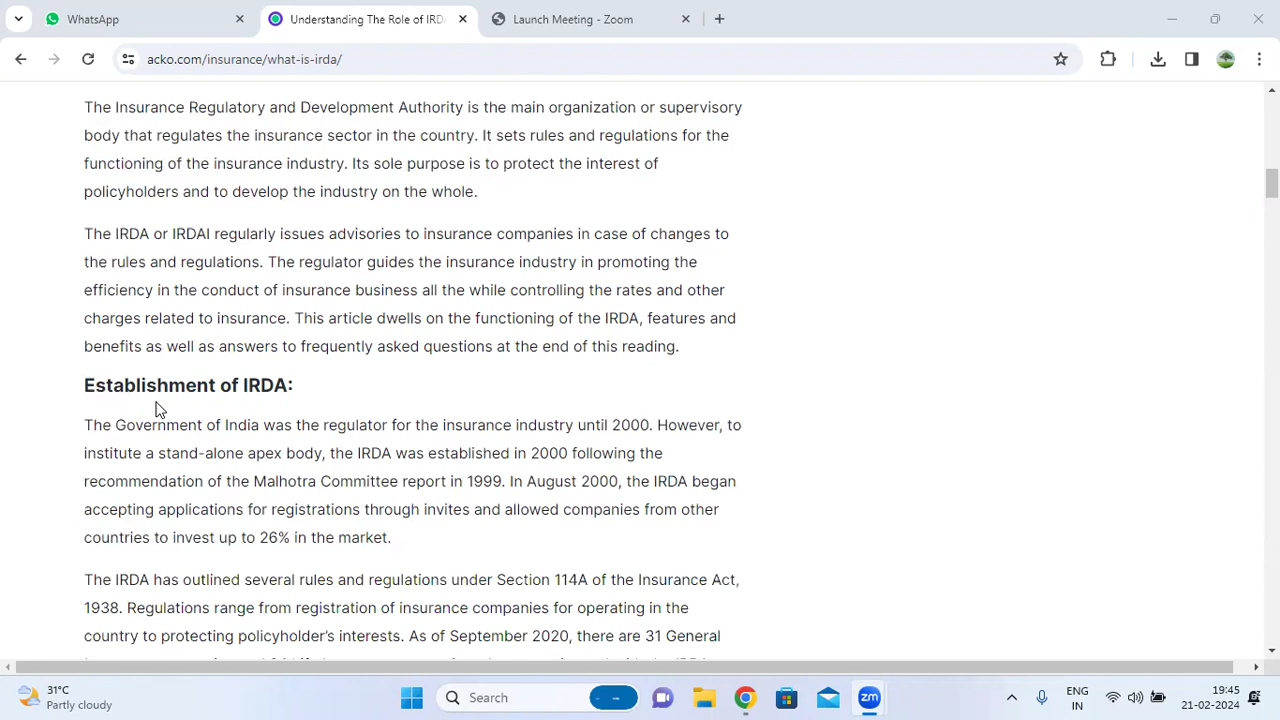 WhatsApp
Understanding The Role of IRD
Launch Meeting - Zoom
acko.com/insurance/what-is-irda/
The Insurance Regulatory and Development Authority is the main organization or supervisory
body that regulates the insurance sector in the country. It sets rules and regulations for the
functioning of the insurance industry. Its sole purpose is to protect the interest of
policyholders and to develop the industry on the whole.
The IRDA or IRDAI regularly issues advisories to insurance companies in case of changes to
the rules and regulations. The regulator guides the insurance industry in promoting the
efficiency in the conduct of insurance business all the while controlling the rates and other
charges related to insurance. This article dwells on the functioning of the IRDA, features and
benefits as well as answers to frequently asked questions at the end of this reading.
Establishment of IRDA:
The Government of India was the regulator for the insurance industry until 2000. However, to
institute a stand-alone apex body, the IRDA was established in 2000 following the
recommendation of the Malhotra Committee report in 1999. In August 2000, the IRDA began
accepting applications for registrations through invites and allowed companies from other
countries to invest up to 26% in the market.
The IRDA has outlined several rules and regulations under Section 114A of the Insurance Act,
1938. Regulations range from registration of insurance companies for operating in the
country to protecting policyholder's interests. As of September 2020, there are 31 General
31°C
Partly cloudy
Search
zm
ENG
IN
19:45
21-02-2024